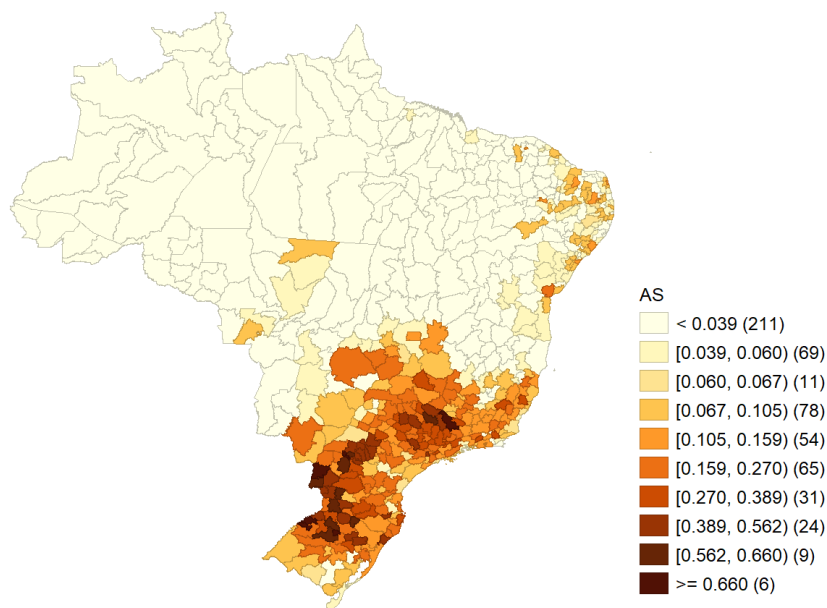 AS
< 0.039 (211)
[0.039, 0.060) (69)
[0.060, 0.067) (11)
[0.067, 0.105) (78)
[0.105, 0.159) (54)
[0.159, 0.270) (65)
[0.270, 0.389) (31)
[0.389, 0.562) (24)
[0.562, 0.660) (9)
>= 0.660 (6)